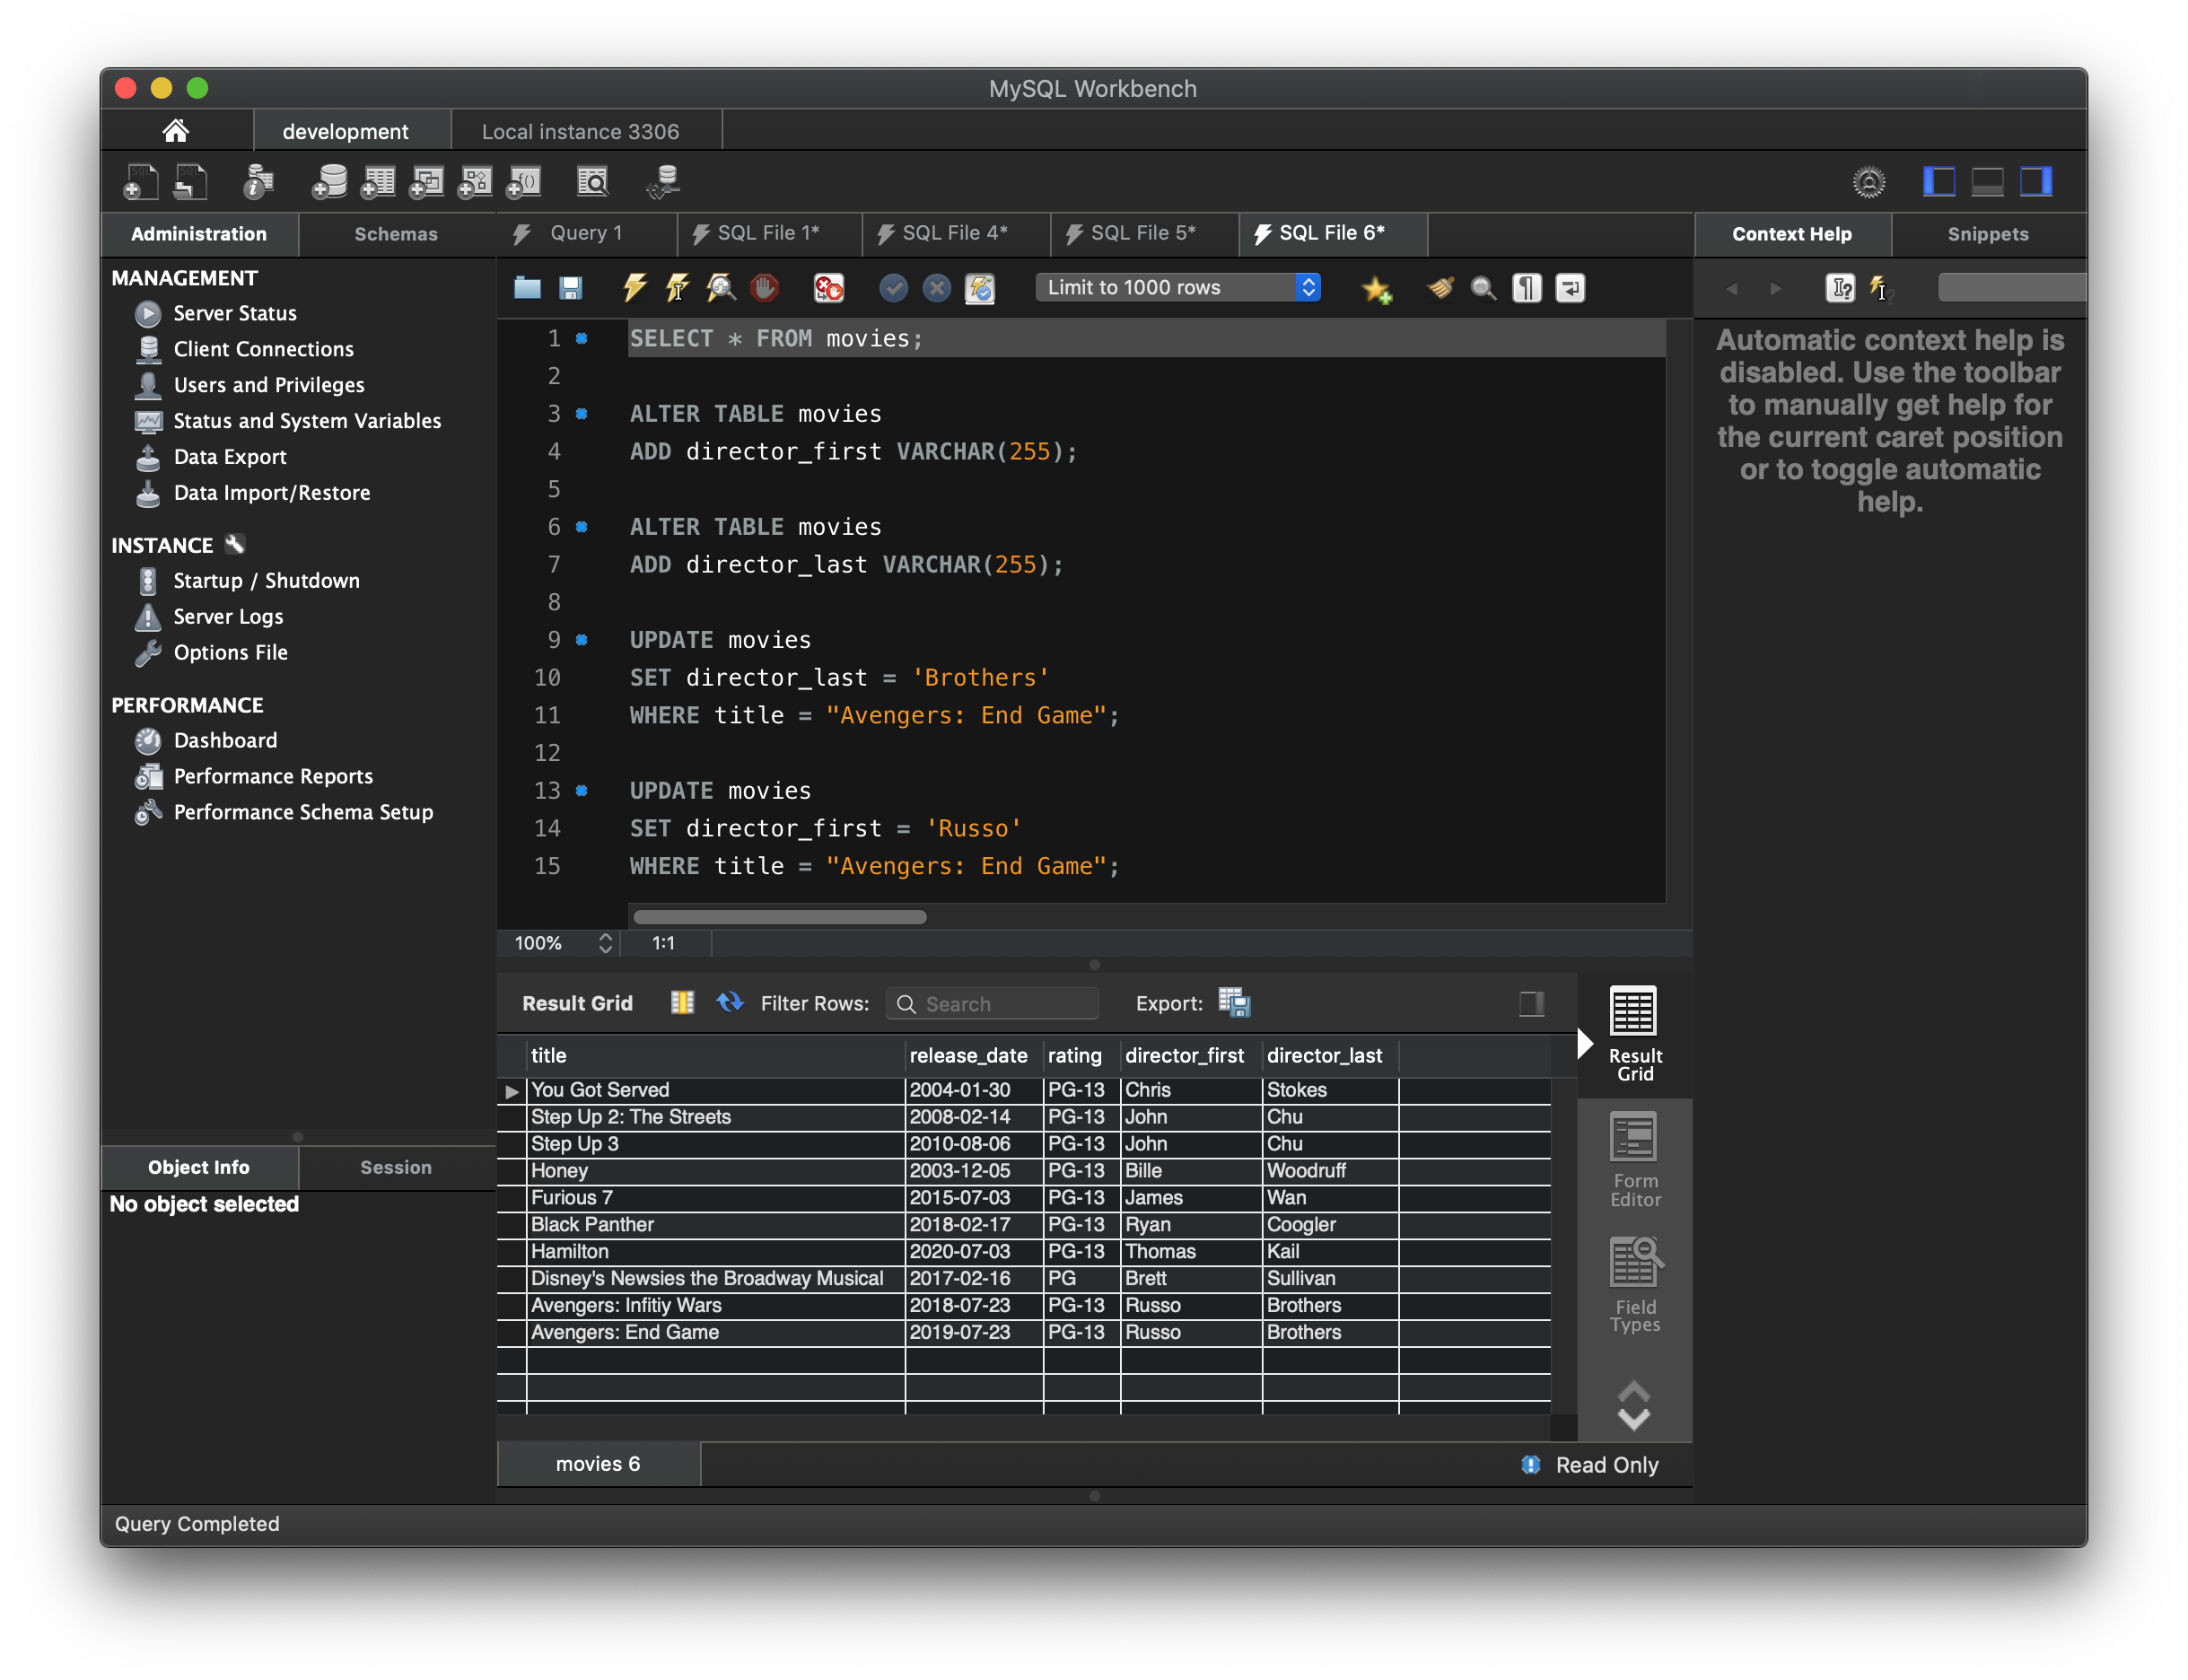 MySQL Workbench
development
Local instance 3306
Administration
Schemas
Query 1
SQL File 1*
SQL File 4*
SQL File 5*
SQL File 6*
Context Help
Snippets
MANAGEMENT
Server Status
Client Connections
Users and Privileges
Status and System Variables
Data Export
Data Import/Restore
INSTANCE
Startup / Shutdown
Server Logs
Options File
PERFORMANCE
Dashboard
Performance Reports
Performance Schema Setup
Object Info
Session
No object selected
Limit to 1000 rows
1 SELECT * FROM movies;
2
3 ALTER TABLE movies
4 ADD director_first VARCHAR(255);
5
6 ALTER TABLE movies
7 ADD director_last VARCHAR(255);
8
9 UPDATE movies
10 SET director_last = 'Brothers'
11 WHERE title = "Avengers: End Game";
12
13 UPDATE movies
14 SET director_first = 'Russo'
15 WHERE title = "Avengers: End Game";
100% 1:1
Result Grid Filter Rows: Search Export:
title release_date rating director_first director_last
You Got Served 2004-01-30 PG-13 Chris Stokes
Step Up 2: The Streets 2008-02-14 PG-13 John Chu
Step Up 3 2010-08-06 PG-13 John Chu
Honey 2003-12-05 PG-13 Bille Woodruff
Furious 7 2015-07-03 PG-13 James Wan
Black Panther 2018-02-17 PG-13 Ryan Coogler
Hamilton 2020-07-03 PG-13 Thomas Kail
Disney's Newsies the Broadway Musical 2017-02-16 PG Brett Sullivan
Avengers: Infitiy Wars 2018-07-23 PG-13 Russo Brothers
Avengers: End Game 2019-07-23 PG-13 Russo Brothers
Result
Grid
Form
Editor
Field
Types
movies 6
Read Only
Automatic context help is
disabled. Use the toolbar
to manually get help for
the current caret position
or to toggle automatic
help.
Query Completed